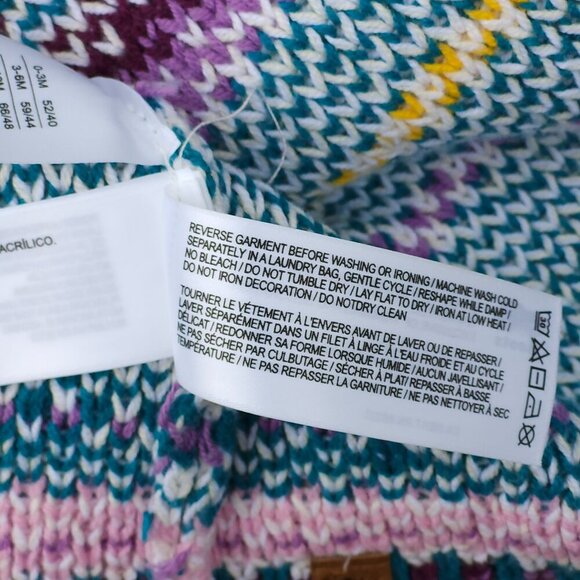 0-3M 52/40
3-6M 59/44
66/48
ACRÍLICO.
REVERSE GARMENT BEFORE WASHING OR IRONING / MACHINE WASH COLD
SEPARATELY IN A LAUNDRY BAG, GENTLE CYCLE / RESHAPE WHILE DAMP /
NO BLEACH / DO NOT TUMBLE DRY / LAY FLAT TO DRY / IRON AT LOW HEAT /
DO NOT IRON DECORATION / DO NOTDRY CLEAN
TOURNER LE VÊTEMENT À L'ENVERS AVANT DE LAVER OU DE REPASSER /
LAVER SÉPARÉMENT DANS UN FILET À LINGE À L'EAU FROIDE ET AU CYCLE
DÉLICAT / REDONNER SA FORME LORSQUE HUMIDE / AUCUN JAVELLISANT /
NE PAS SÉCHER PAR CULBUTAGE / SÉCHER À PLAT / REPASSER À BASSE
TEMPÉRATURE / NE PAS REPASSER LA GARNITURE / NE PAS NETTOYER À SEC
30